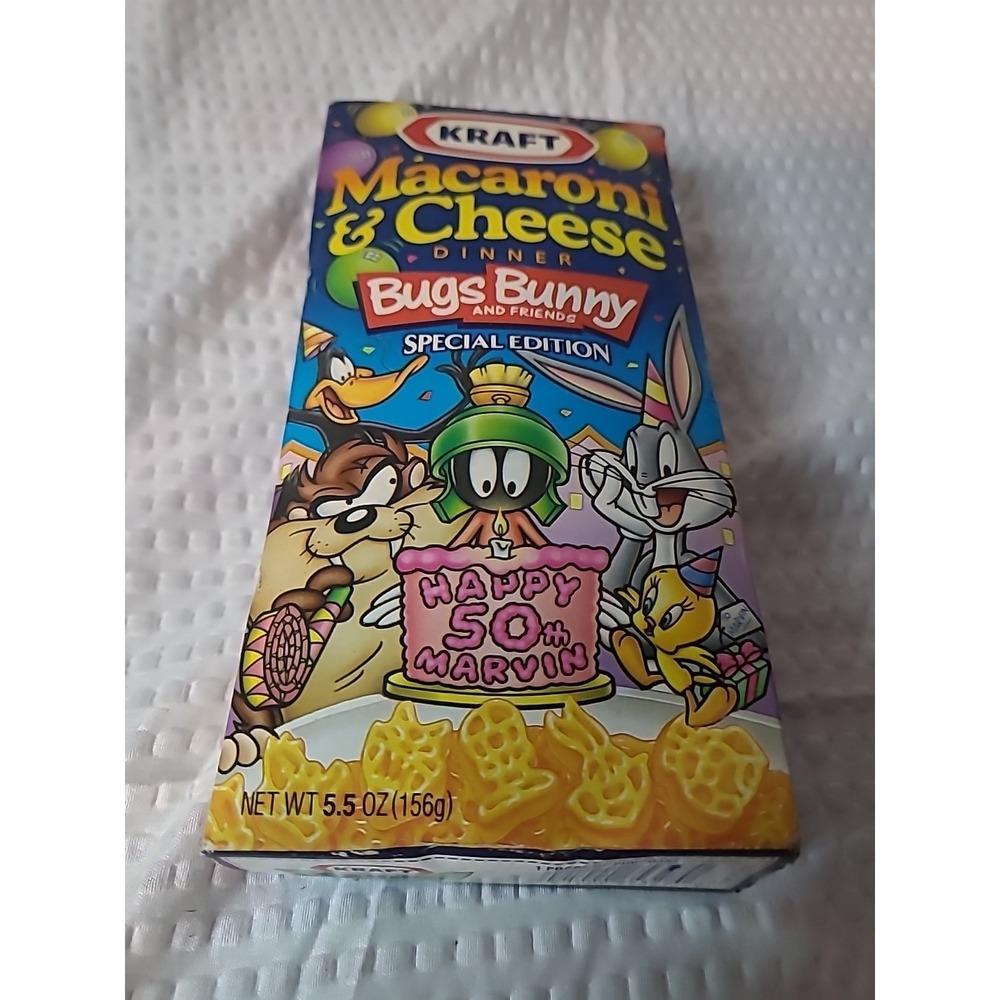 KRAFT
Macaroni
& Cheese
DINNER
Bugs Bunny
AND FRIENDS
SPECIAL EDITION
HAPPY
50th
MARVIN
NET WT 5.5 OZ (156g)
KRAFT